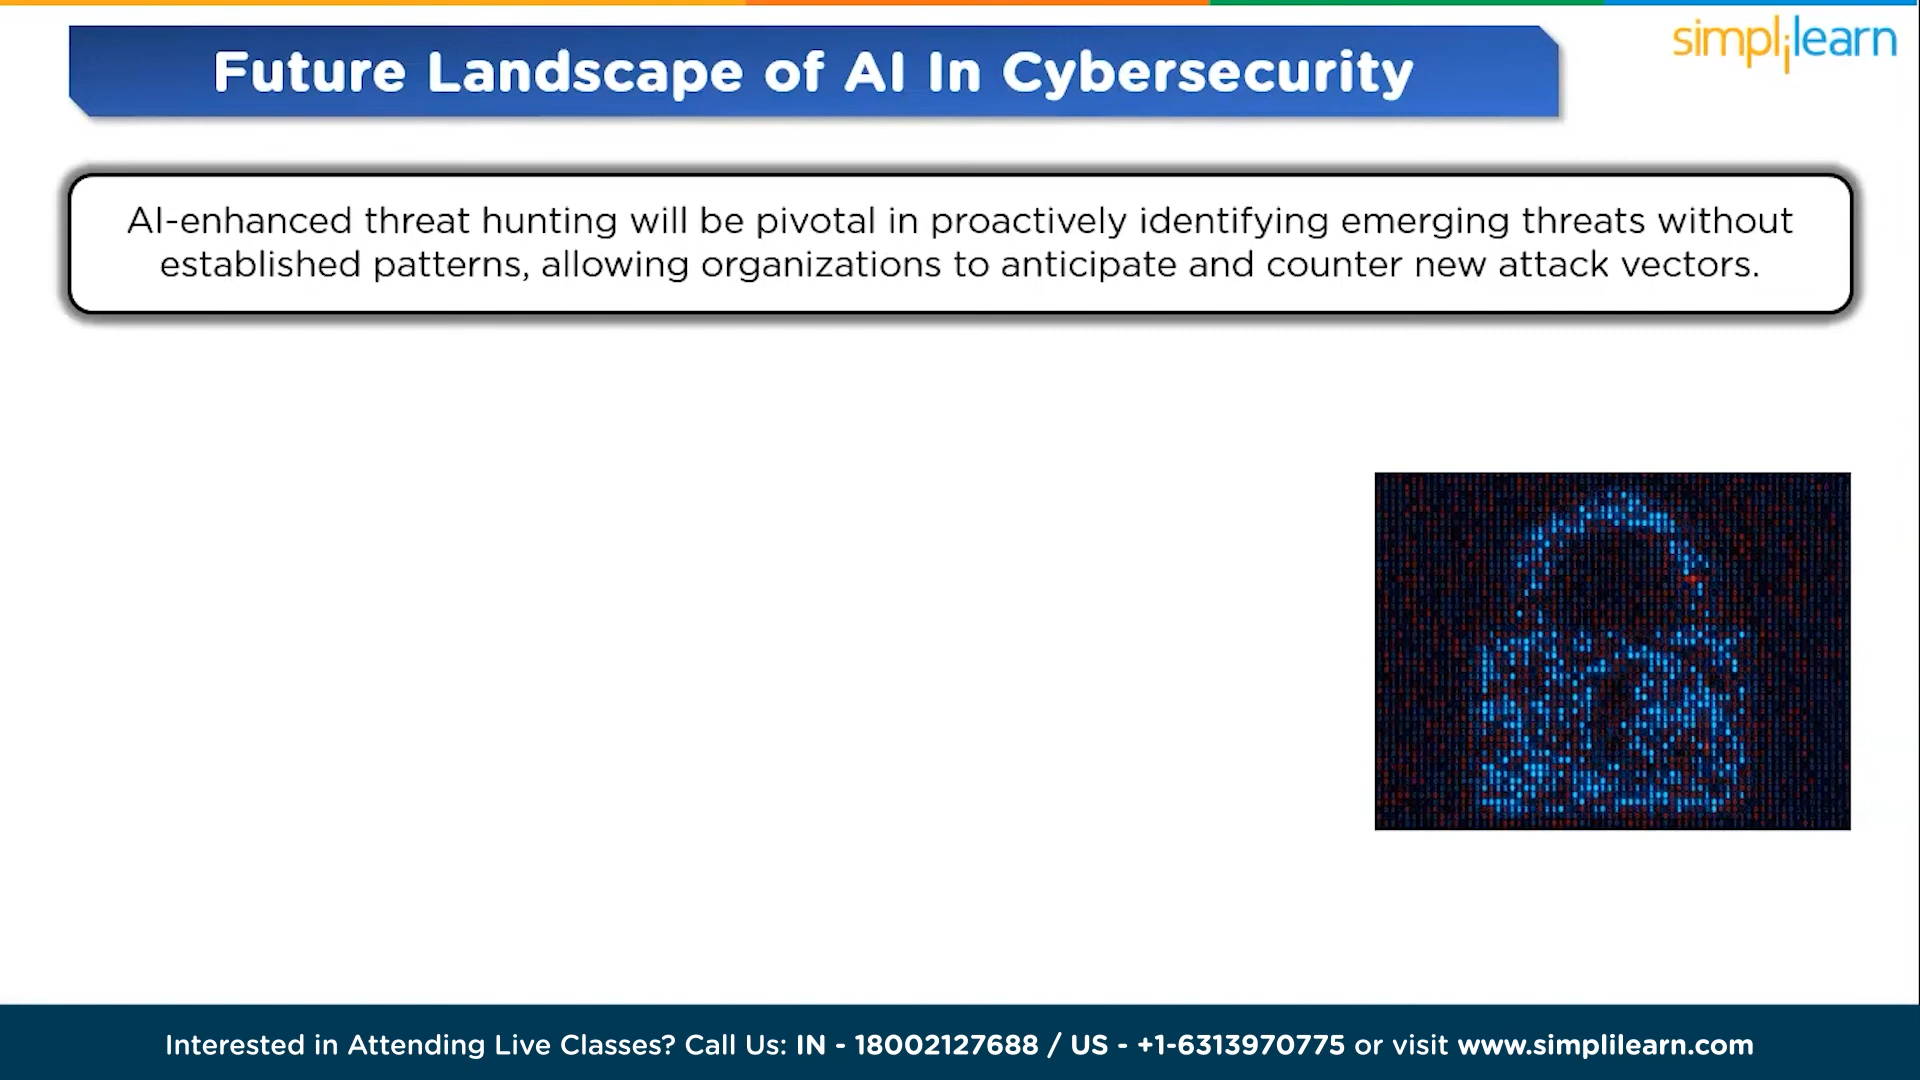 Future Landscape of AI In Cybersecurity
simplilearn
AI-enhanced threat hunting will be pivotal in proactively identifying emerging threats without
established patterns, allowing organizations to anticipate and counter new attack vectors.
Interested in Attending Live Classes? Call Us: IN - 18002127688 / US - +1-6313970775 or visit www.simplilearn.com